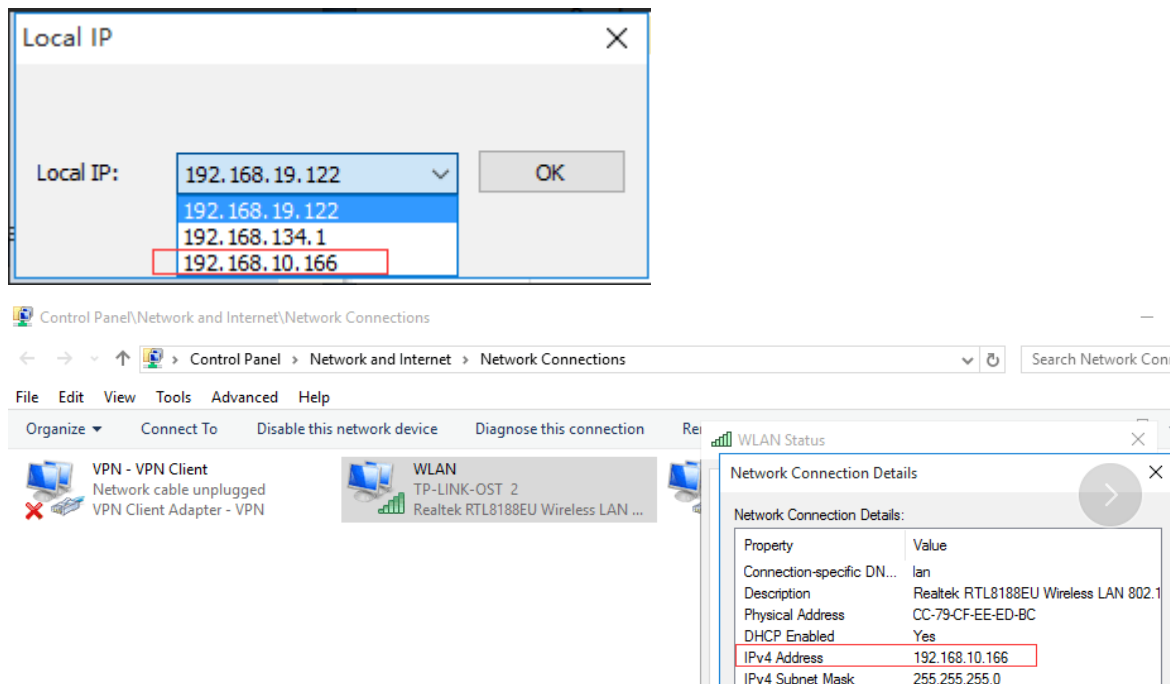 Local IP
Local IP: 192.168.19.122 OK
192.168.19.122
192.168.134.1
192.168.10.166
Control Panel\Network and Internet\Network Connections
Control Panel > Network and Internet > Network Connections
Search Network Con
File Edit View Tools Advanced Help
Organize Connect To Disable this network device Diagnose this connection
VPN - VPN Client
Network cable unplugged
VPN Client Adapter - VPN
WLAN
TP-LINK-OST 2
Realtek RTL8188EU Wireless LAN ...
WLAN Status
Network Connection Details
Network Connection Details:
Property Value
Connection-specific DN... lan
Description Realtek RTL8188EU Wireless LAN 802.1
Physical Address CC-79-CF-EE-ED-BC
DHCP Enabled Yes
IPv4 Address 192.168.10.166
IPv4 Subnet Mask 255.255.255.0